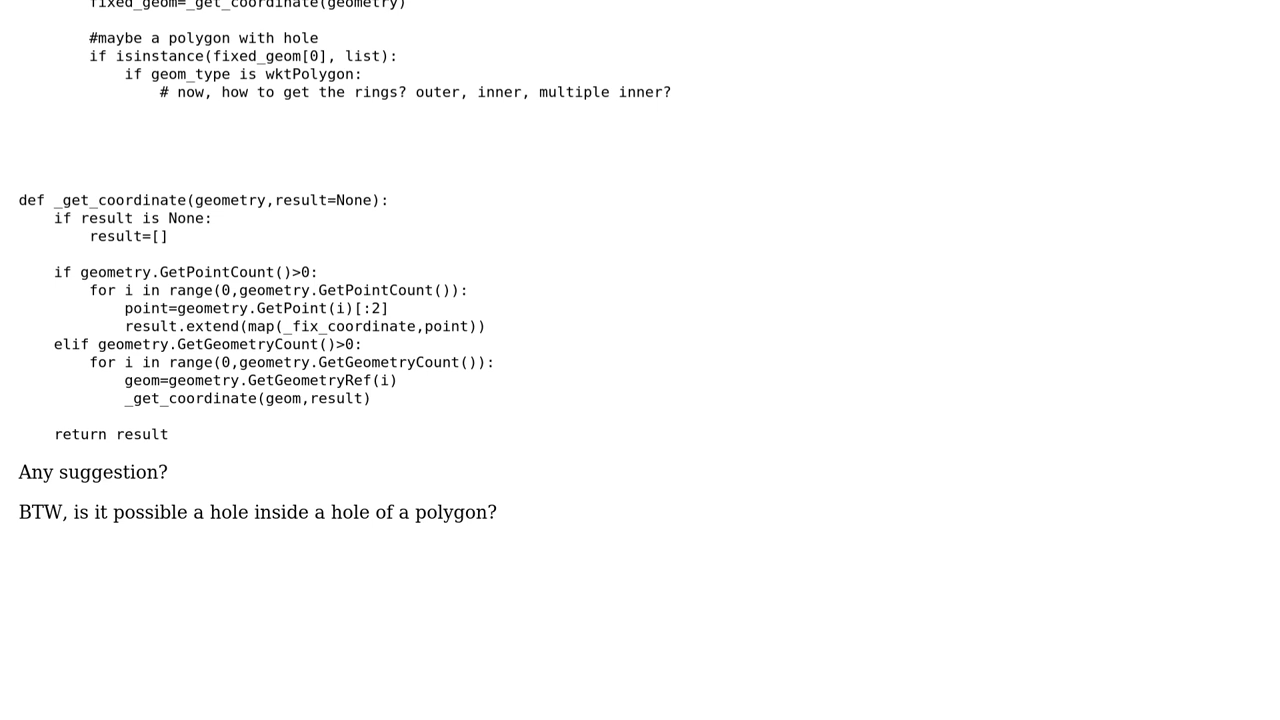 fixed_geom=_get_coordinate(geometry)
#maybe a polygon with hole
if isinstance(fixed_geom[0], list):
if geom_type is wktPolygon:
# now, how to get the rings? outer, inner, multiple inner?
def _get_coordinate(geometry,result=None):
if result is None:
result=[]
if geometry.GetPointCount()>0:
for i in range(0,geometry.GetPointCount()):
point=geometry.GetPoint(i)[:2]
result.extend(map(_fix_coordinate,point))
elif geometry.GetGeometryCount()>0:
for i in range(0,geometry.GetGeometryCount()):
geom=geometry.GetGeometryRef(i)
_get_coordinate(geom,result)
return result
Any suggestion?
BTW, is it possible a hole inside a hole of a polygon?